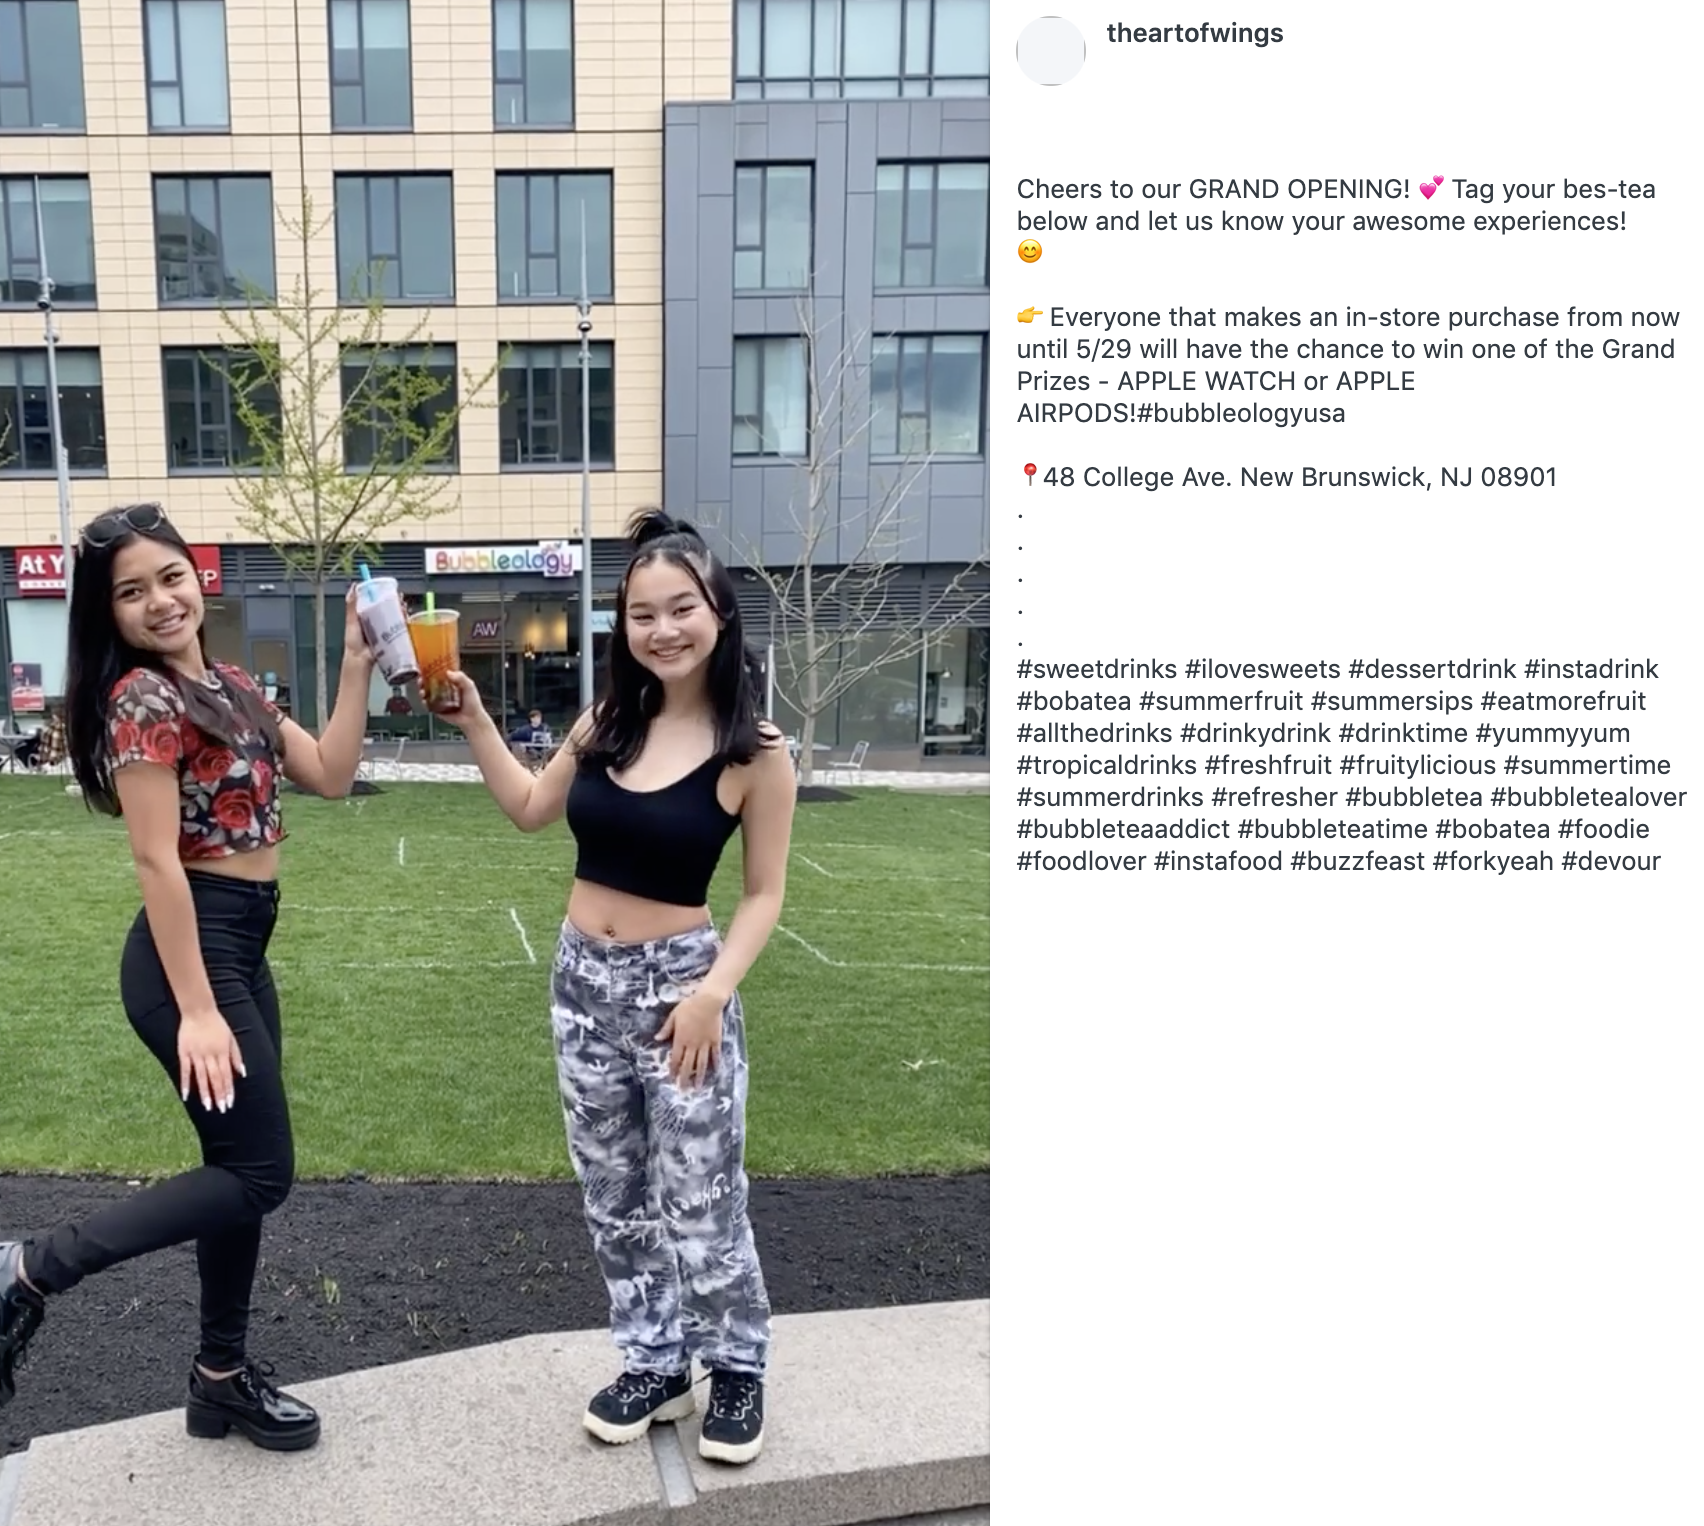 theartofwings
Cheers to our GRAND OPENING! 💕 Tag your bes-tea
below and let us know your awesome experiences!
😊
👉 Everyone that makes an in-store purchase from now
until 5/29 will have the chance to win one of the Grand
Prizes - APPLE WATCH or APPLE
AIRPODS!#bubbleologyusa
📍48 College Ave. New Brunswick, NJ 08901
.
.
.
.
.
#sweetdrinks #ilovesweets #dessertdrink #instadrink
#bobatea #summerfruit #summersips #eatmorefruit
#allthedrinks #drinkydrink #drinktime #yummyyum
#tropicaldrinks #freshfruit #fruitylicious #summertime
#summerdrinks #refresher #bubbletea #bubbletealover
#bubbleteaaddict #bubbleteatime #bobatea #foodie
#foodlover #instafood #buzzfeast #forkyeah #devour
At Y
Bubbleology
AW